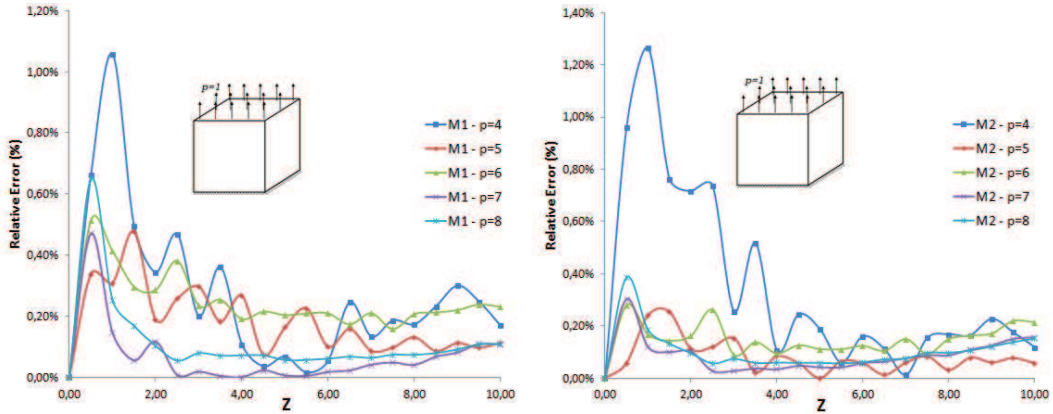 1,20%
1,00%
0,80%
0,60%
0,40%
0,20%
0,00%
Relative Error (%)
p=1
M1 - p=4
M1 - p=5
M1 - p=6
M1 - p=7
M1 - p=8
0,00 2,00 4,00 6,00 8,00 10,00
Z
1,40%
1,20%
1,00%
0,80%
0,60%
0,40%
0,20%
0,00%
Relative Error (%)
p=1
M2 - p=4
M2 - p=5
M2 - p=6
M2 - p=7
M2 - p=8
0,00 2,00 4,00 6,00 8,00 10,00
Z